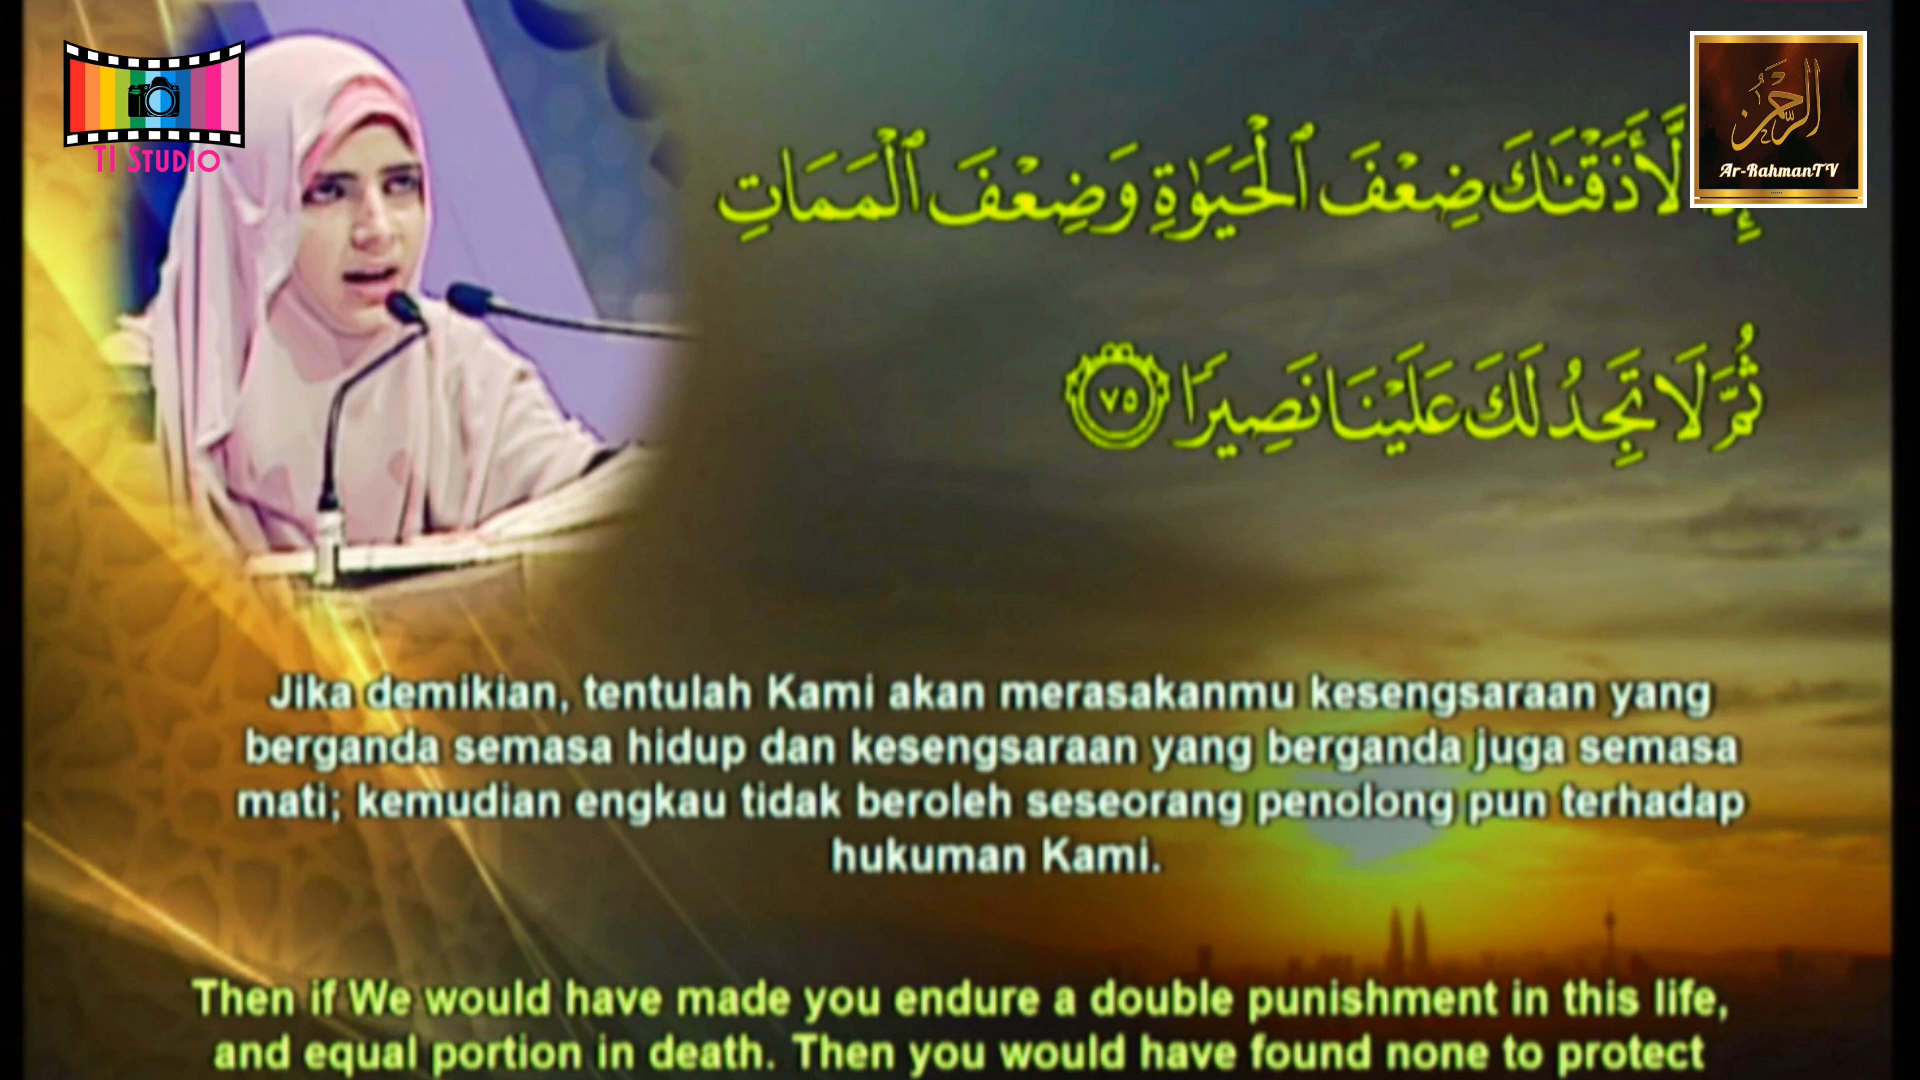 TI STUDIO
الرحمن
Ar-RahmanTV
لَّأَذَقْنَٰكَ ضِعْفَ ٱلْحَيَوٰةِ وَضِعْفَ ٱلْمَمَاتِ
ثُمَّ لَا تَجِدُ لَكَ عَلَيْنَا نَصِيرًا ٧٥
Jika demikian, tentulah Kami akan merasakanmu kesengsaraan yang
berganda semasa hidup dan kesengsaraan yang berganda juga semasa
mati; kemudian engkau tidak beroleh seseorang penolong pun terhadap
hukuman Kami.
Then if We would have made you endure a double punishment in this life,
and equal portion in death. Then you would have found none to protect